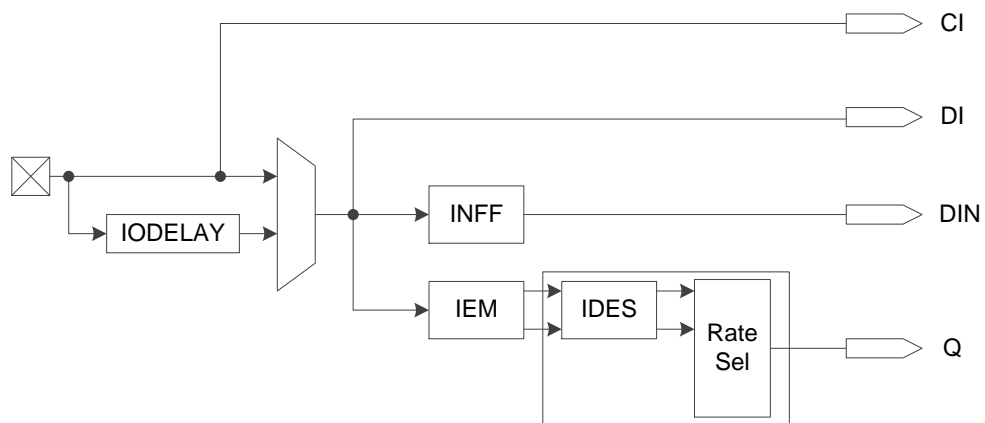 CI
DI
INFF
DIN
IODELAY
IEM
IDES
Rate
Sel
Q